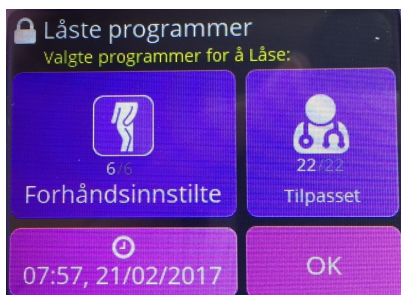 Låste programmer
Valgte programmer for å Låse:
6/6
Forhåndsinnstilte
22/22
Tilpasset
07:57, 21/02/2017
OK